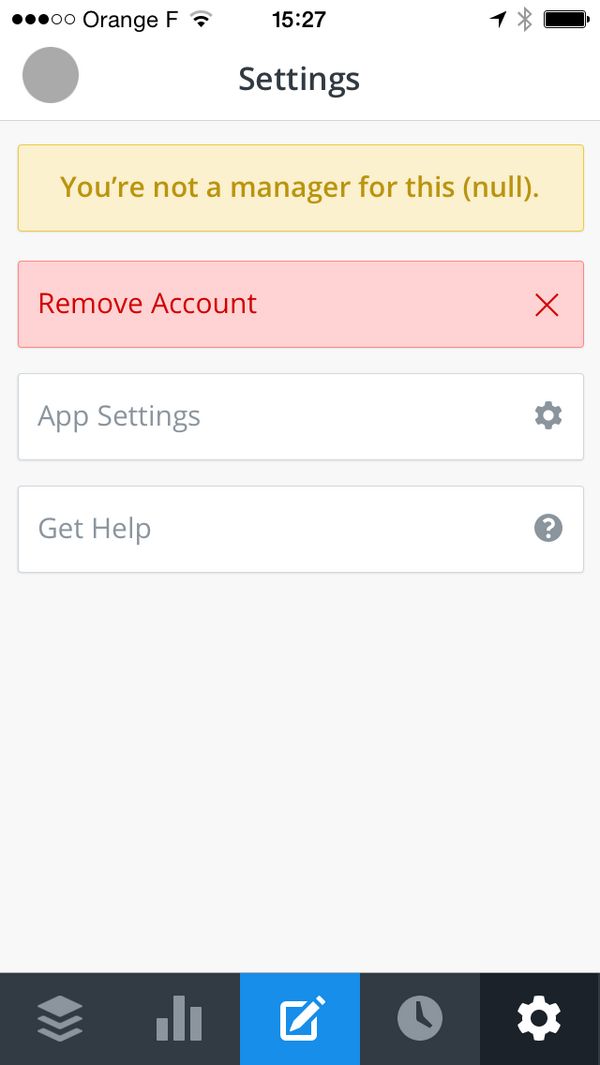 Orange F 15:27
Settings
You’re not a manager for this (null).
Remove Account
App Settings
Get Help